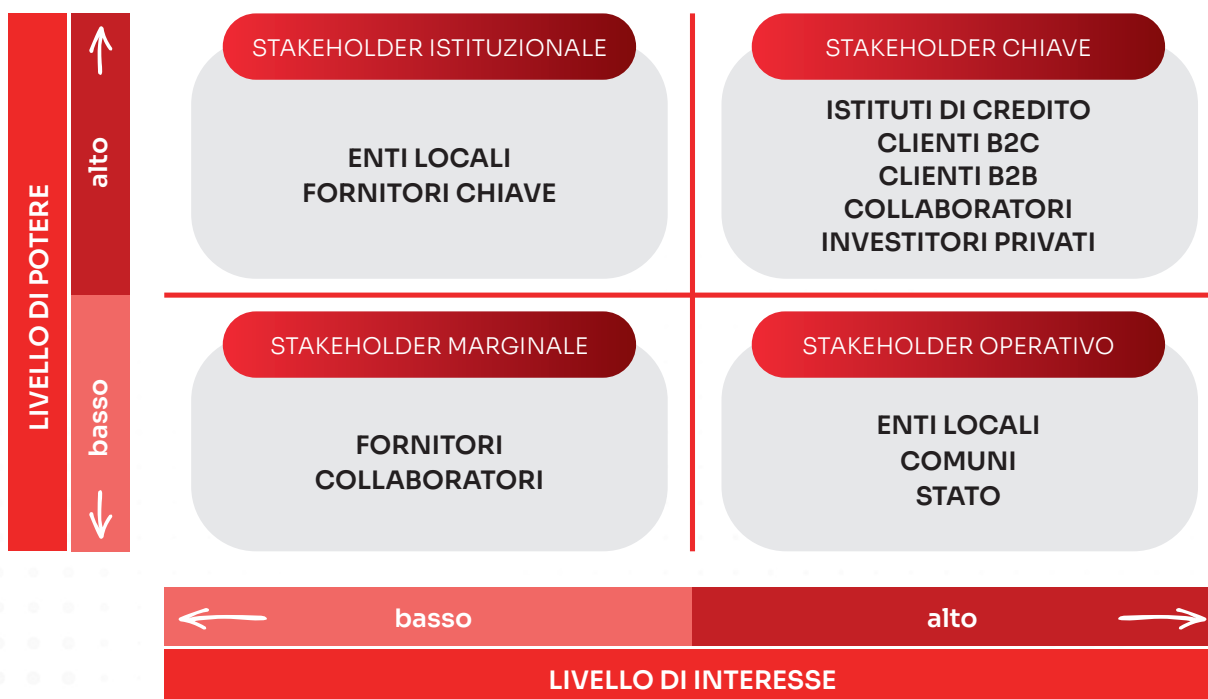 LIVELLO DI POTERE
alto
basso
STAKEHOLDER ISTITUZIONALE
ENTI LOCALI
FORNITORI CHIAVE
STAKEHOLDER CHIAVE
ISTITUTI DI CREDITO
CLIENTI B2C
CLIENTI B2B
COLLABORATORI
INVESTITORI PRIVATI
STAKEHOLDER MARGINALE
FORNITORI
COLLABORATORI
STAKEHOLDER OPERATIVO
ENTI LOCALI
COMUNI
STATO
basso
alto
LIVELLO DI INTERESSE